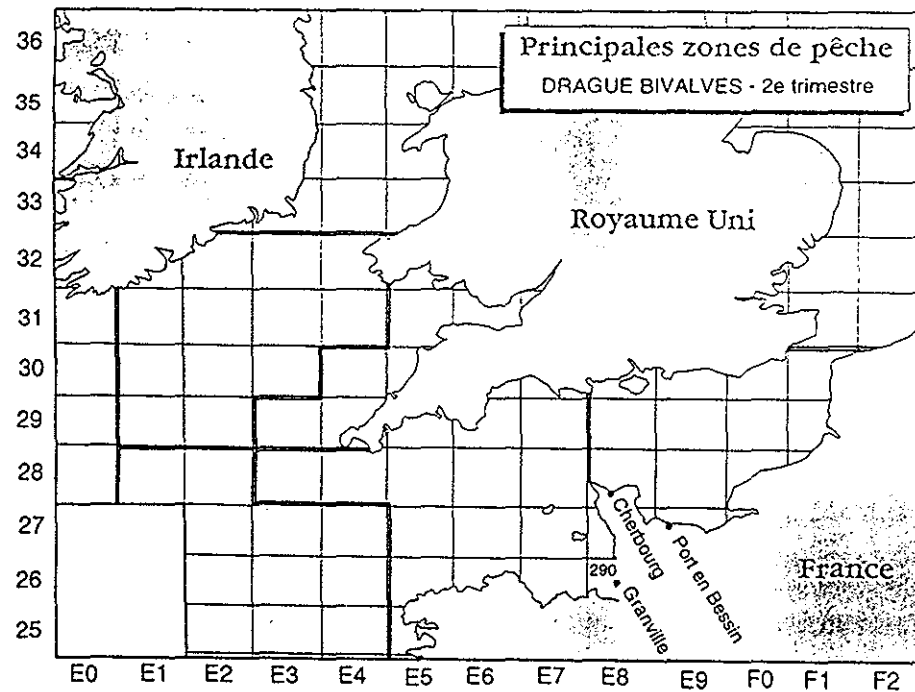 Principales zones de pêche
DRAGUE BIVALVES - 2e trimestre
36
35
34
33
32
31
30
29
28
27
26
25
Irlande
Royaume Uni
France
Cherbourg
Port en Bessin
Granville
290
E0 E1 E2 E3 E4 E5 E6 E7 E8 E9 F0 F1 F2